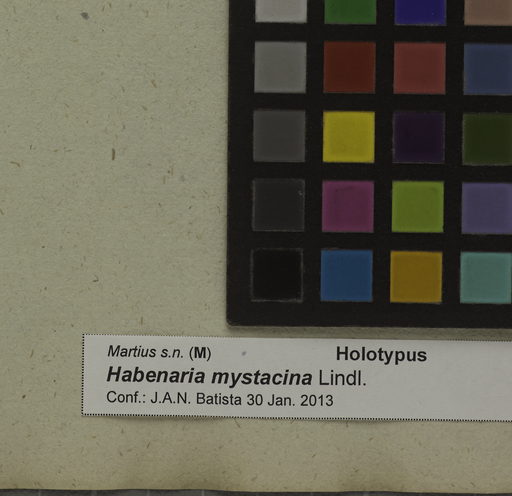 Martius s.n. (M) Holotypus
Habenaria mystacina Lindl.
Conf.: J.A.N. Batista 30 Jan. 2013